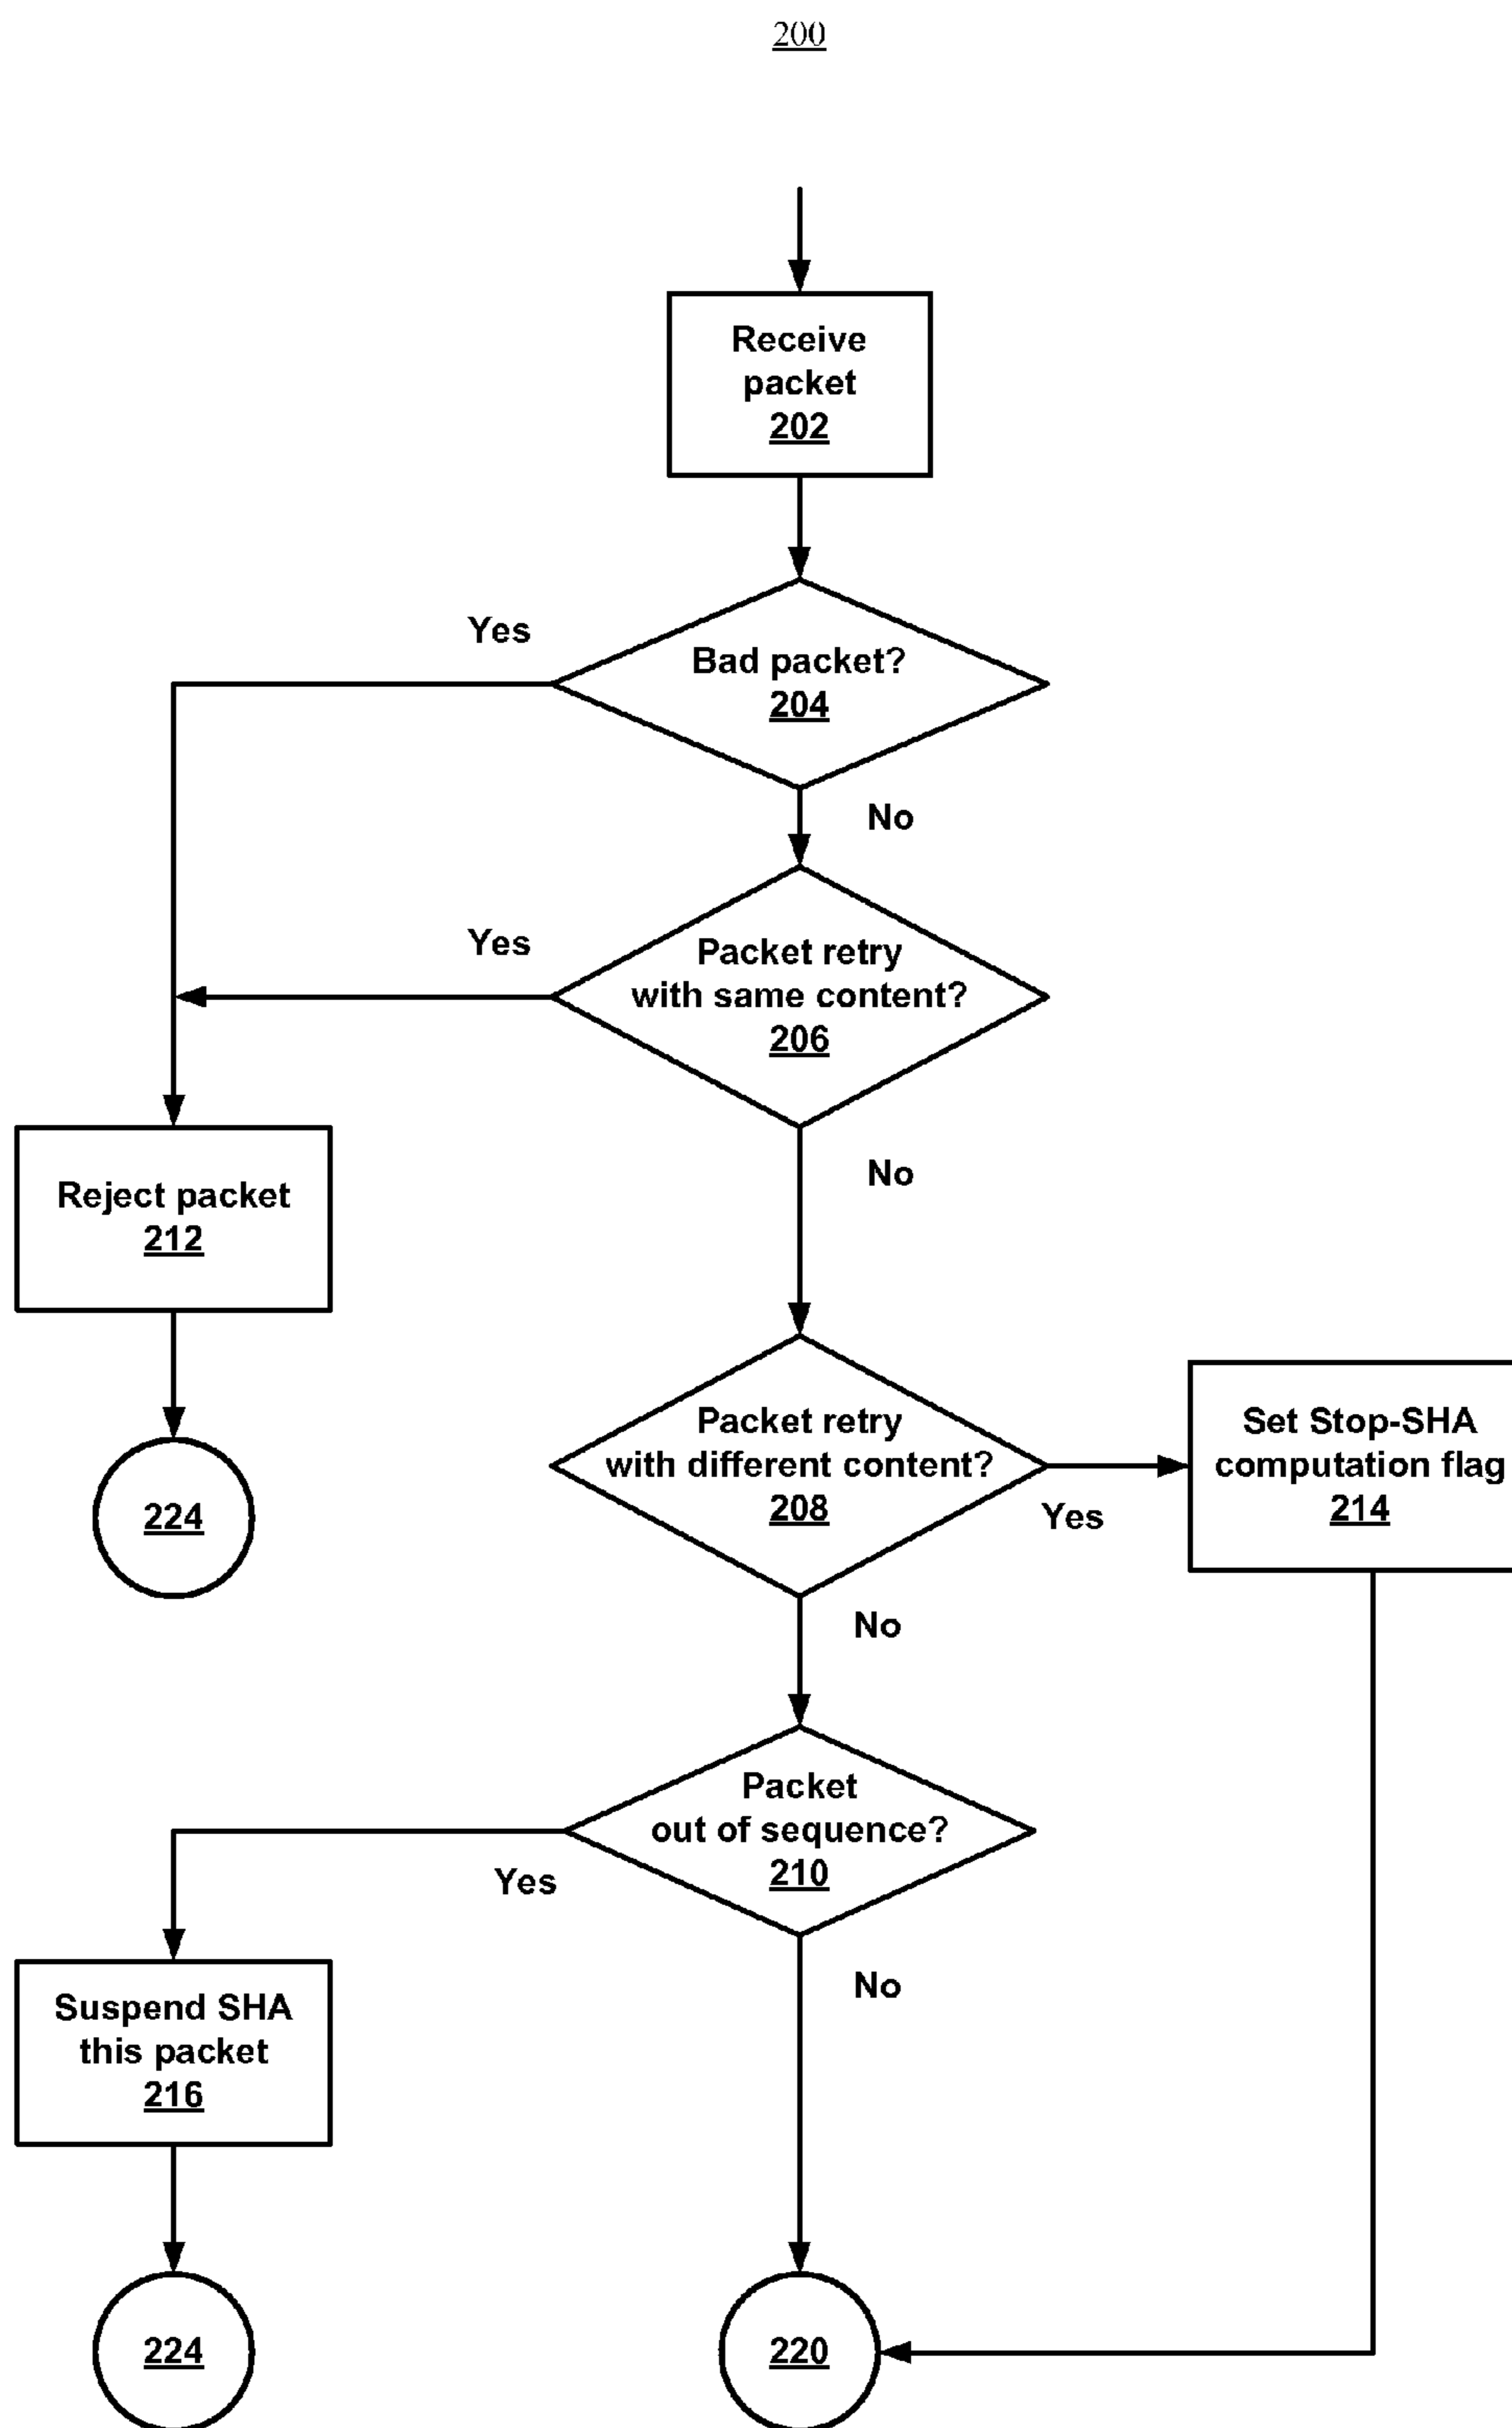 200
Receive
packet
202
Yes
Bad packet?
204
No
Yes
Packet retry
with same content?
206
No
Reject packet
212
Packet retry
with different content?
208
Yes
Set Stop-SHA
computation flag
214
224
No
Packet
out of sequence?
210
Yes
No
Suspend SHA
this packet
216
224
220